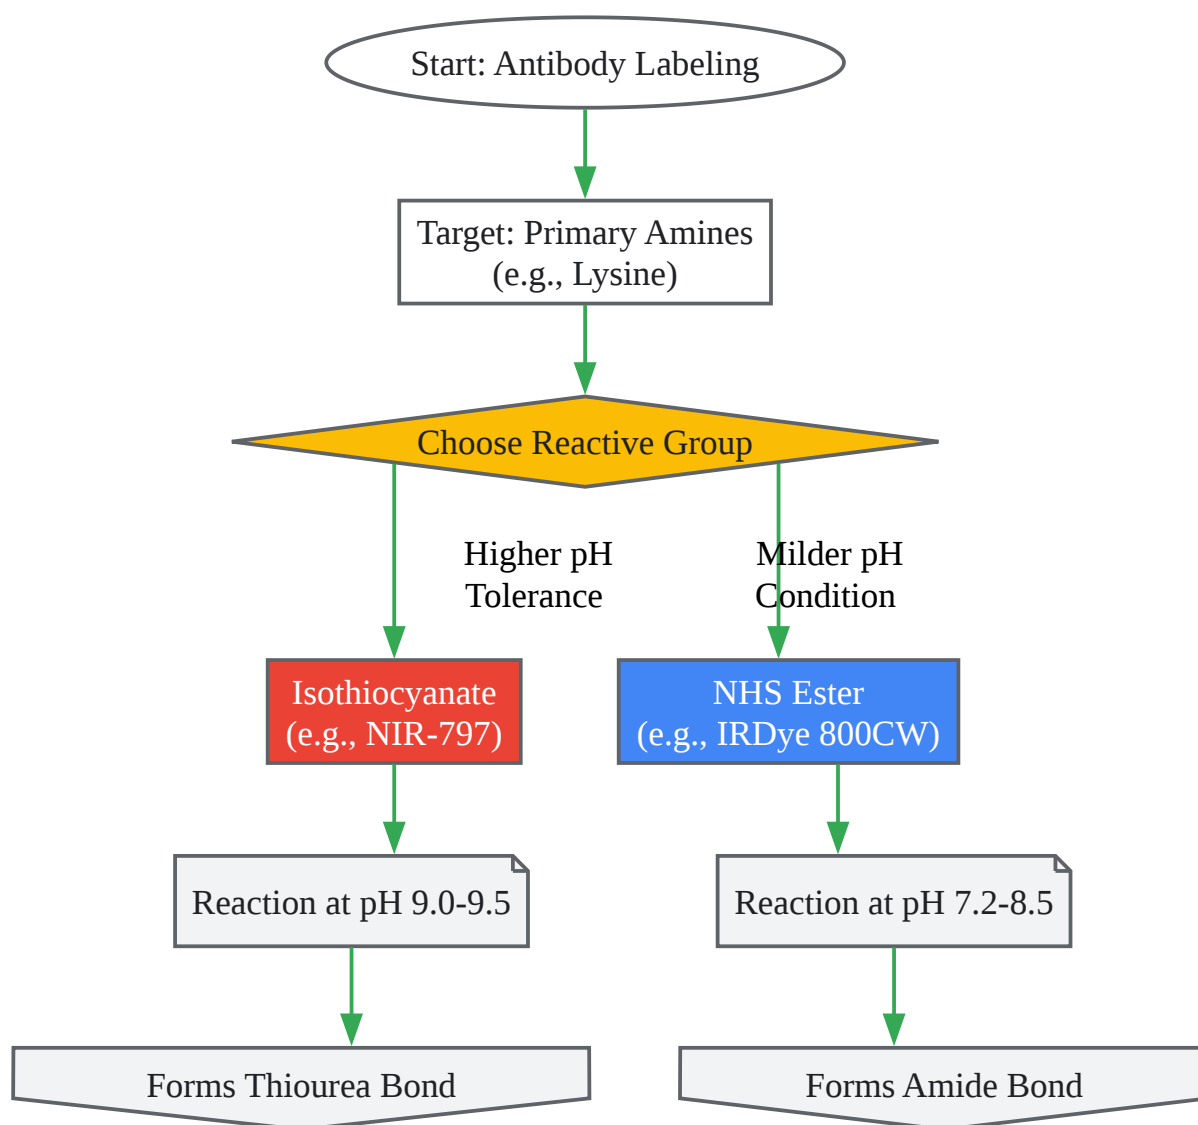 Start: Antibody Labeling
Target: Primary Amines
(e.g., Lysine)
Choose Reactive Group
Higher pH
Tolerance
Milder pH
Condition
Isothiocyanate
(e.g., NIR-797)
NHS Ester
(e.g., IRDye 800CW)
Reaction at pH 9.0-9.5
Reaction at pH 7.2-8.5
Forms Thiourea Bond
Forms Amide Bond